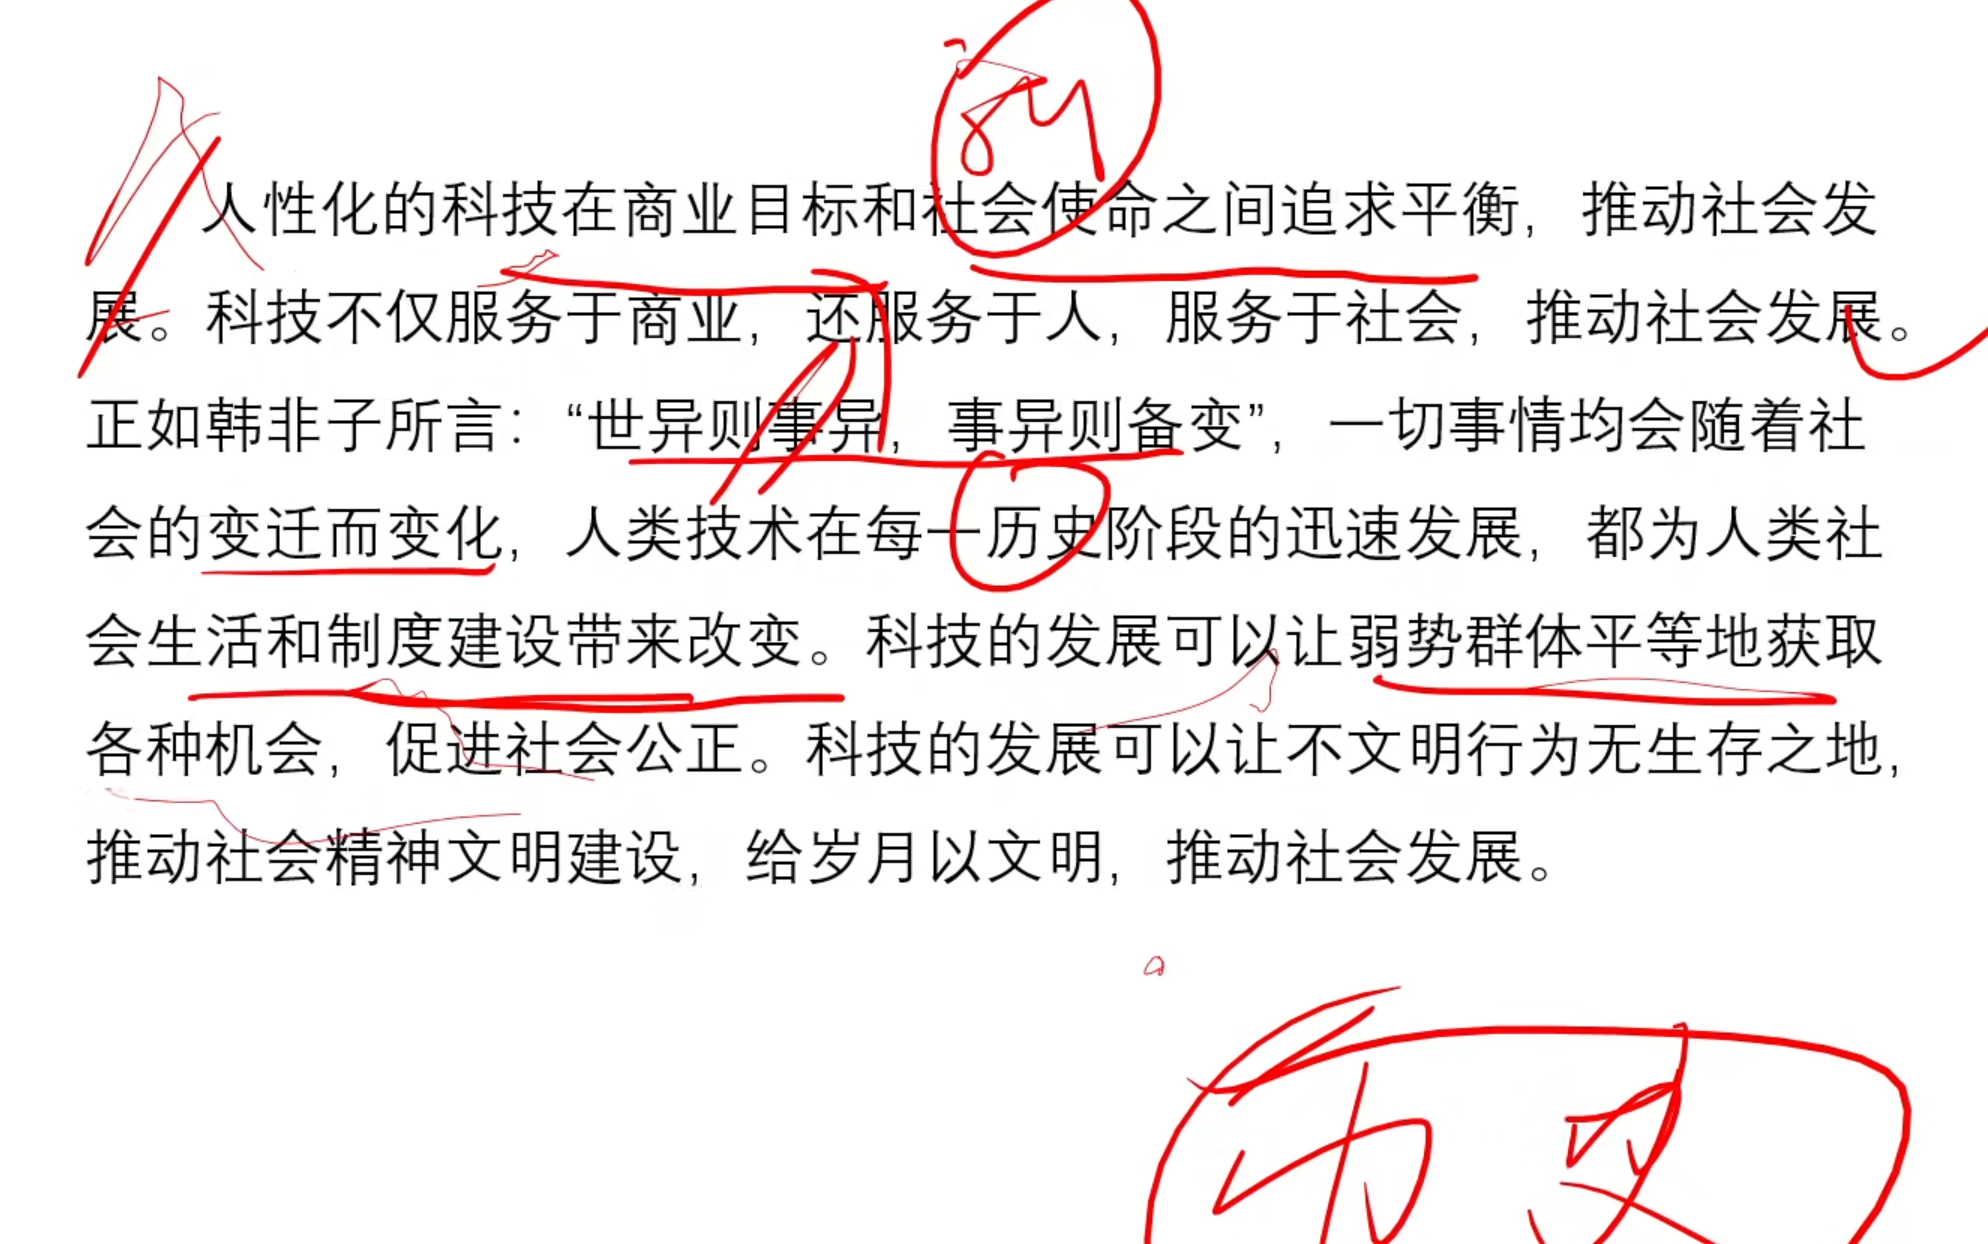 人性化的科技在商业目标和社会使命之间追求平衡，推动社会发
展。科技不仅服务于商业，还服务于人，服务于社会，推动社会发展。
正如韩非子所言：“世异则事异，事异则备变”，一切事情均会随着社
会的变迁而变化，人类技术在每一历史阶段的迅速发展，都为人类社
会生活和制度建设带来改变。科技的发展可以让弱势群体平等地获取
各种机会，促进社会公正。科技的发展可以让不文明行为无生存之地，
推动社会精神文明建设，给岁月以文明，推动社会发展。
历史